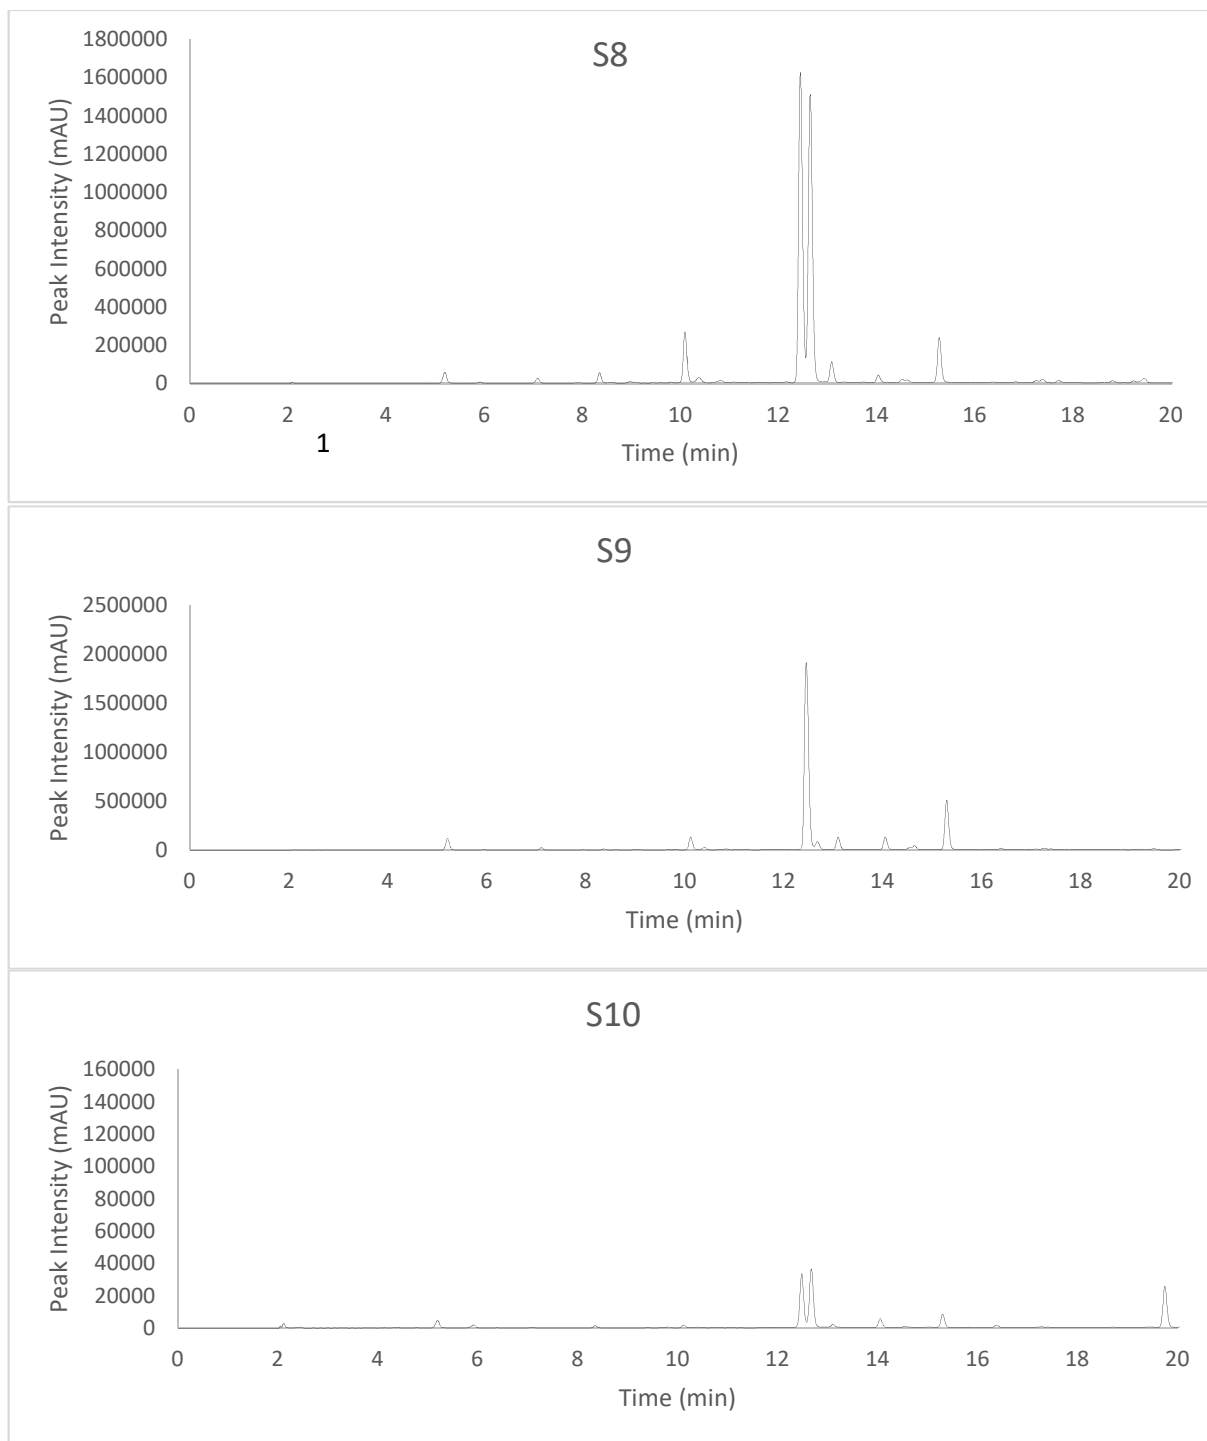 S8
Peak Intensity (mAU)
1800000
1600000
1400000
1200000
1000000
800000
600000
400000
200000
0
0 2 4 6 8 10 12 14 16 18 20
1
Time (min)
S9
Peak Intensity (mAU)
2500000
2000000
1500000
1000000
500000
0
0 2 4 6 8 10 12 14 16 18 20
Time (min)
S10
Peak Intensity (mAU)
160000
140000
120000
100000
80000
60000
40000
20000
0
0 2 4 6 8 10 12 14 16 18 20
Time (min)